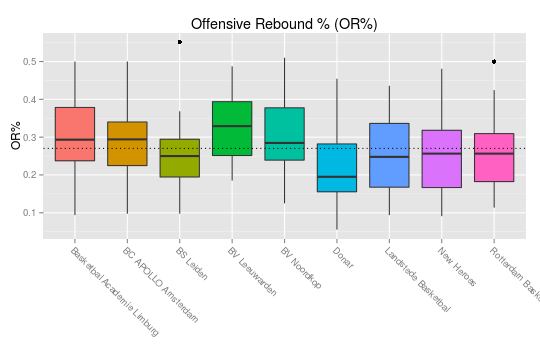 Offensive Rebound % (OR%)
OR%
0.5
0.4
0.3
0.2
0.1
Basketbal Academie Limburg
BC APOLLO Amsterdam
BS Leiden
BV Leeuwarden
BV Noordkop
Donar
Landstede Basketbal
New Heroes
Rotterdam